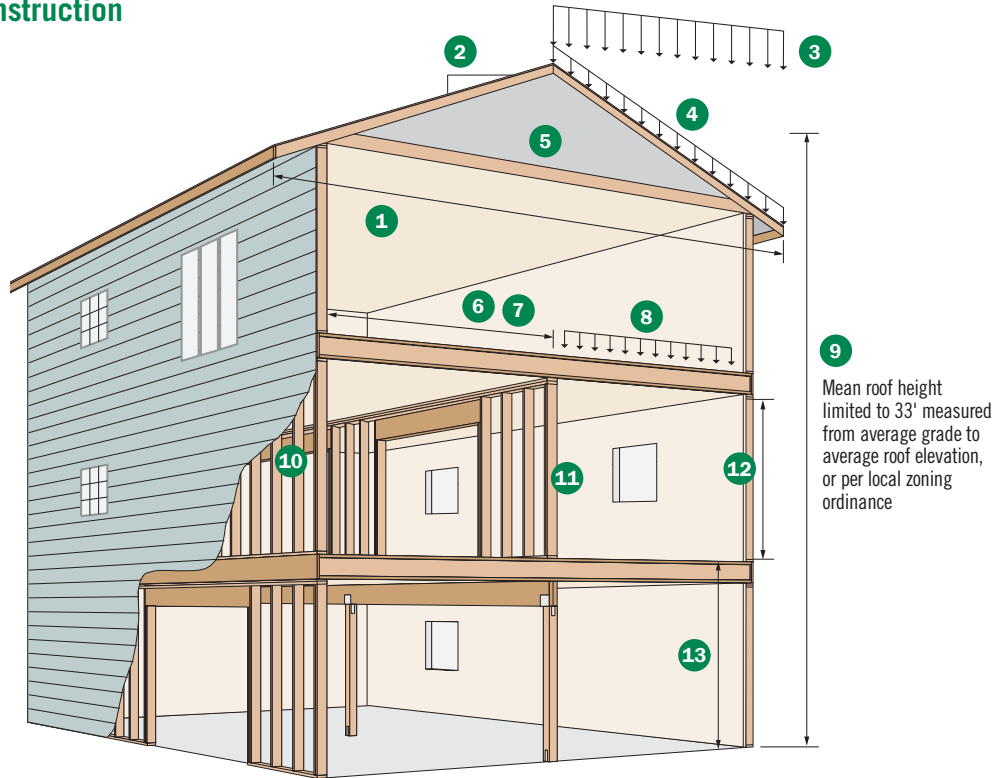 nstruction
2
3
4
5
1
6
7
8
9
Mean roof height
limited to 33' measured
from average grade to
average roof elevation,
or per local zoning
ordinance
10
11
12
13